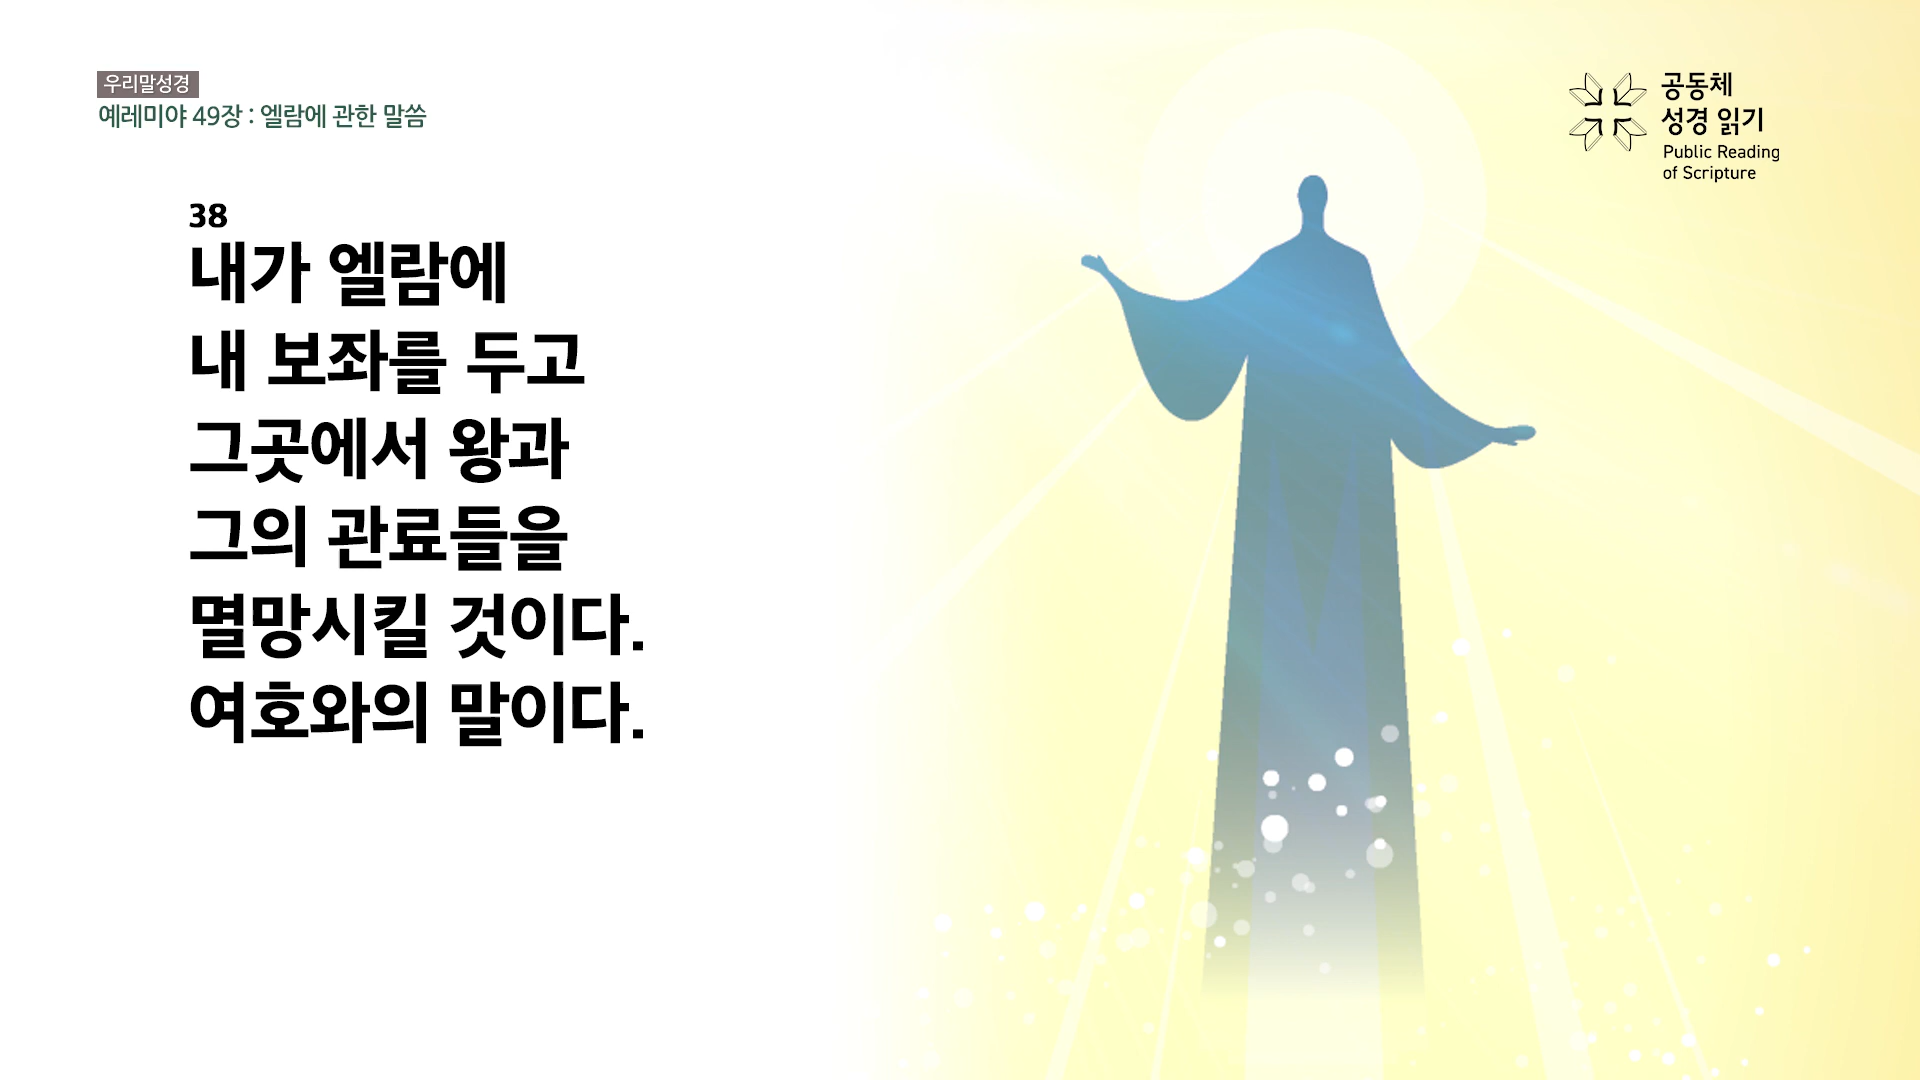 우리말성경
예레미야 49장 : 엘람에 관한 말씀
공동체
성경 읽기
Public Reading
of Scripture
38
내가 엘람에
내 보좌를 두고
그곳에서 왕과
그의 관료들을
멸망시킬 것이다.
여호와의 말이다.